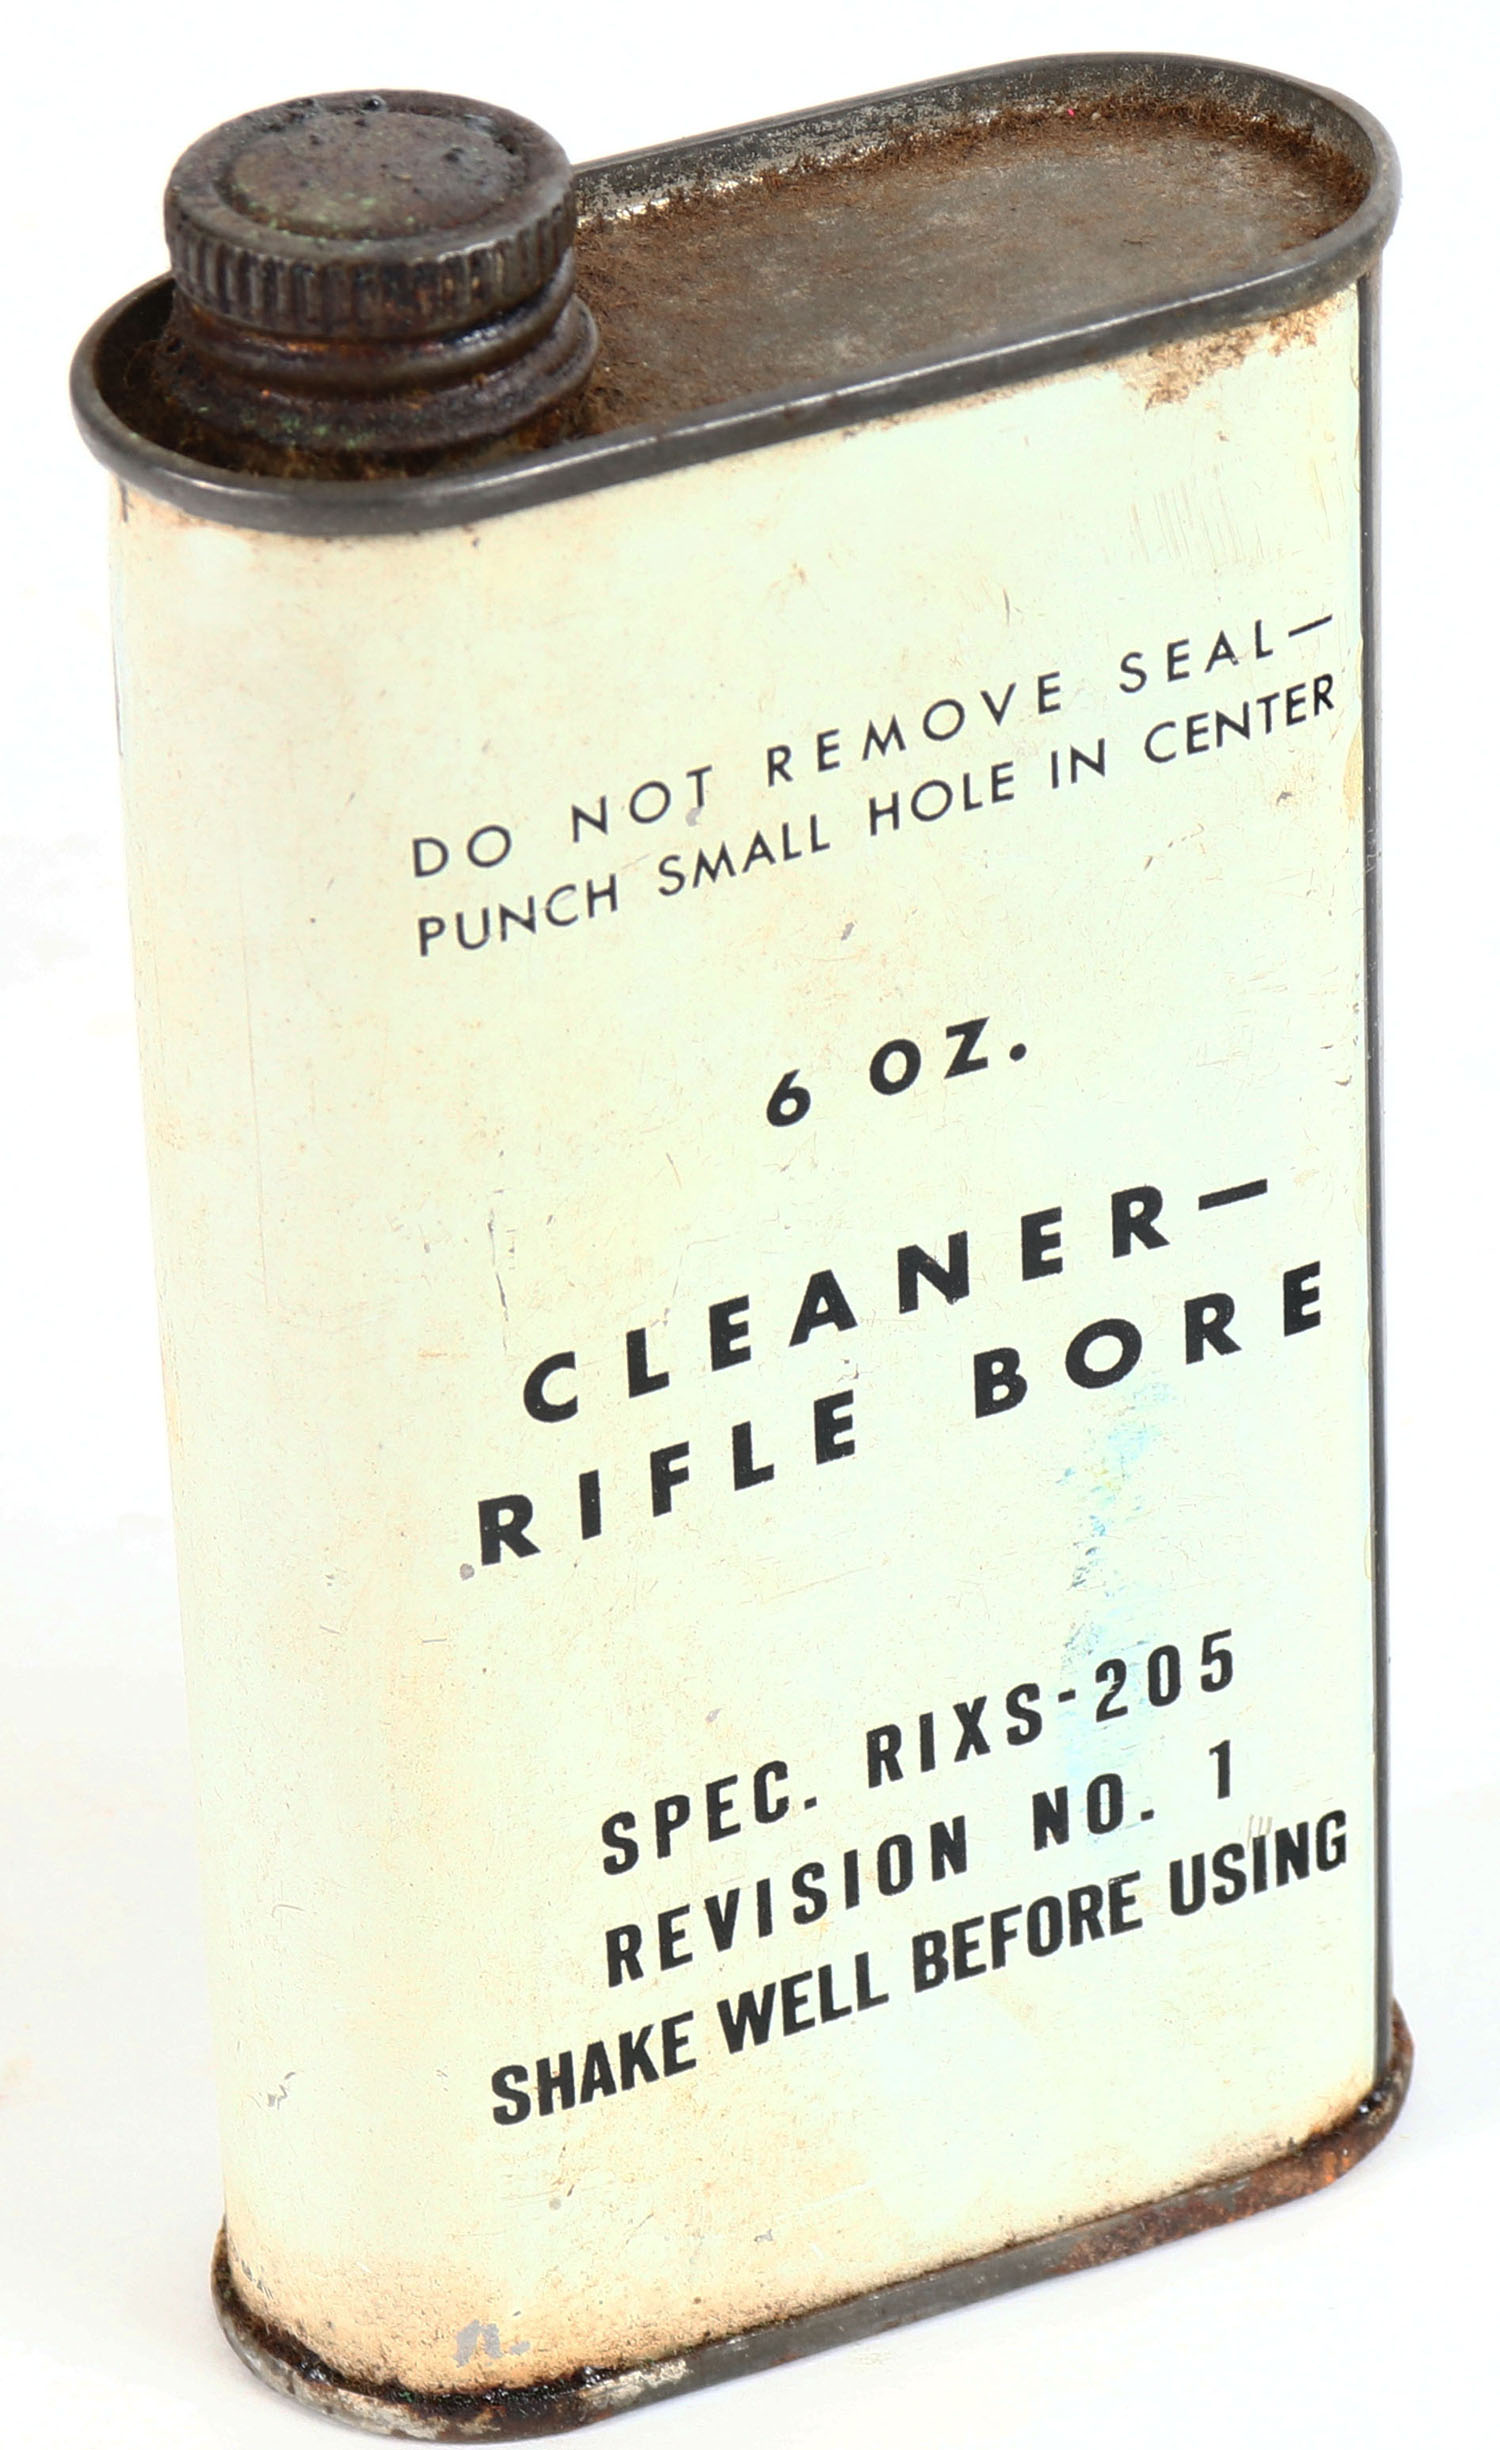 DO NOT REMOVE SEAL—
PUNCH SMALL HOLE IN CENTER
6 OZ.
CLEANER—
RIFLE BORE
SPEC. RIXS-205
REVISION NO. 1
SHAKE WELL BEFORE USING